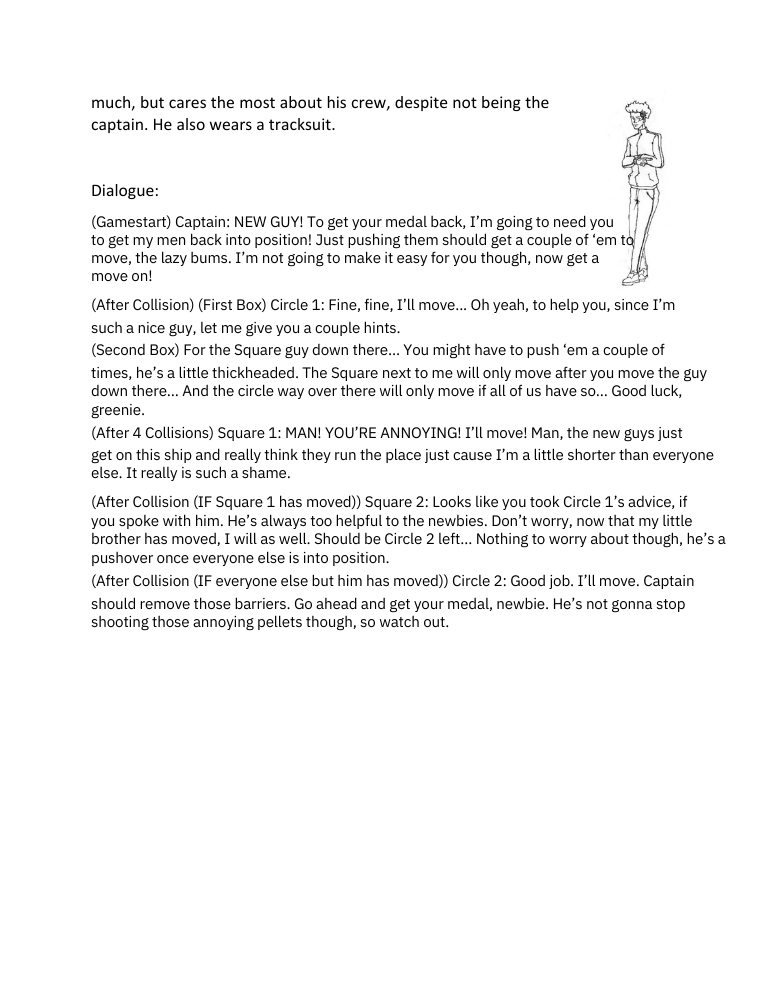 much, but cares the most about his crew, despite not being the
captain. He also wears a tracksuit.
Dialogue:
(Gamestart) Captain: NEW GUY! To get your medal back, I’m going to need you
to get my men back into position! Just pushing them should get a couple of ‘em to
move, the lazy bums. I’m not going to make it easy for you though, now get a
move on!
(After Collision) (First Box) Circle 1: Fine, fine, I’ll move… Oh yeah, to help you, since I’m
such a nice guy, let me give you a couple hints.
(Second Box) For the Square guy down there… You might have to push ‘em a couple of
times, he’s a little thickheaded. The Square next to me will only move after you move the guy
down there… And the circle way over there will only move if all of us have so… Good luck,
greenie.
(After 4 Collisions) Square 1: MAN! YOU’RE ANNOYING! I’ll move! Man, the new guys just
get on this ship and really think they run the place just cause I’m a little shorter than everyone
else. It really is such a shame.
(After Collision (IF Square 1 has moved)) Square 2: Looks like you took Circle 1’s advice, if
you spoke with him. He’s always too helpful to the newbies. Don’t worry, now that my little
brother has moved, I will as well. Should be Circle 2 left… Nothing to worry about though, he’s a
pushover once everyone else is into position.
(After Collision (IF everyone else but him has moved)) Circle 2: Good job. I’ll move. Captain
should remove those barriers. Go ahead and get your medal, newbie. He’s not gonna stop
shooting those annoying pellets though, so watch out.